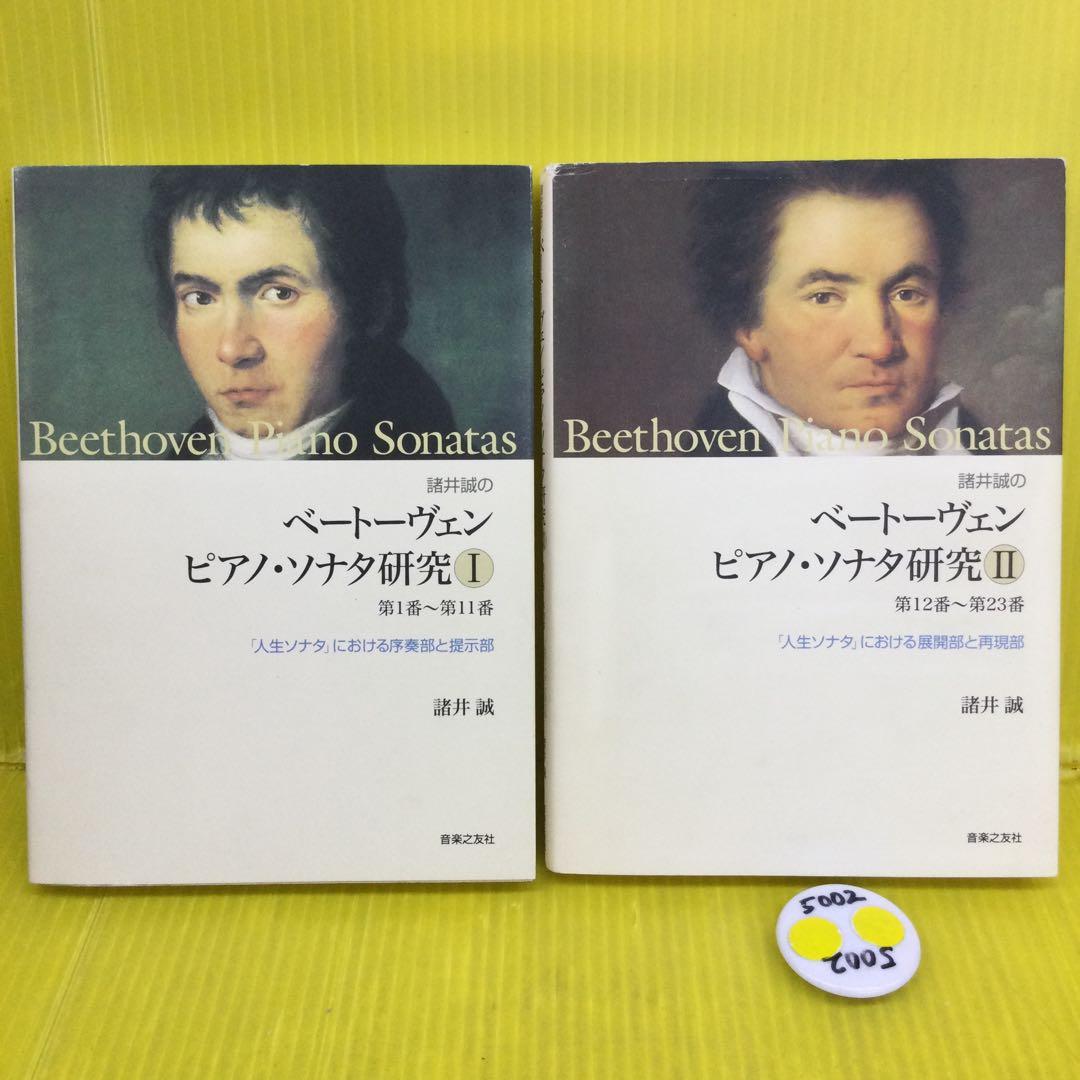 Beethoven Piano Sonatas
諸井誠の
ベートーヴェン
ピアノ・ソナタ研究 I
第1番〜第11番
「人生ソナタ」における序奏部と提示部
諸井 誠
音楽之友社
Beethoven Piano Sonatas
諸井誠の
ベートーヴェン
ピアノ・ソナタ研究 II
第12番〜第23番
「人生ソナタ」における展開部と再現部
諸井 誠
音楽之友社
5002
5002